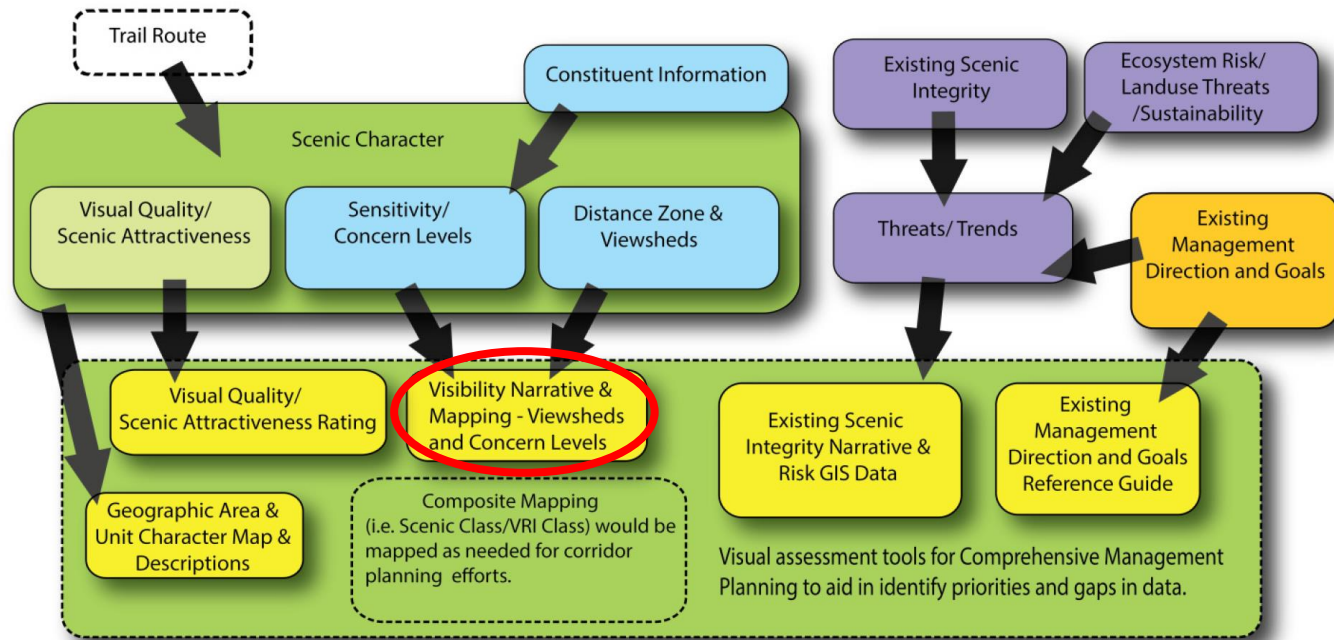 Trail Route
Constituent Information
Existing Scenic
Integrity
Ecosystem Risk/
Landuse Threats
/Sustainability
Scenic Character
Visual Quality/
Scenic Attractiveness
Sensitivity/
Concern Levels
Distance Zone &
Viewsheds
Threats/ Trends
Existing
Management
Direction and Goals
Visual Quality/
Scenic Attractiveness Rating
Visibility Narrative &
Mapping - Viewsheds
and Concern Levels
Existing Scenic
Integrity Narrative &
Risk GIS Data
Existing
Management
Direction and Goals
Reference Guide
Geographic Area &
Unit Character Map &
Descriptions
Composite Mapping
(i.e. Scenic Class/VRI Class) would be
mapped as needed for corridor
planning efforts.
Visual assessment tools for Comprehensive Management
Planning to aid in identify priorities and gaps in data.